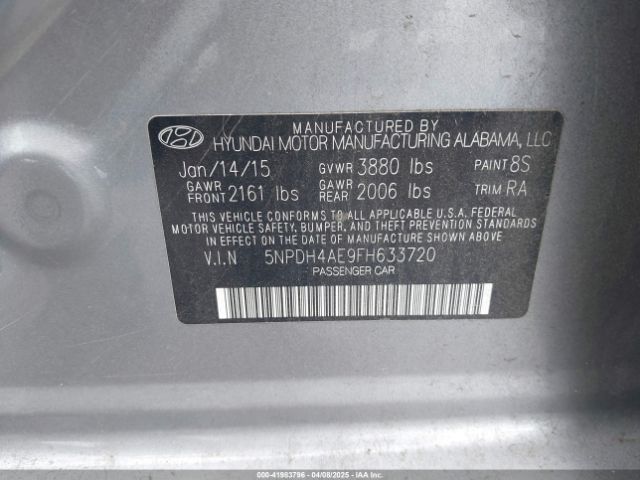 MANUFACTURED BY
HYUNDAI MOTOR MANUFACTURING ALABAMA, LLC
Jan/14/15 GVWR 3880 lbs PAINT 8S
GAWR FRONT 2161 lbs GAWR REAR 2006 lbs TRIM RA
THIS VEHICLE CONFORMS TO ALL APPLICABLE U.S.A. FEDERAL
MOTOR VEHICLE SAFETY, BUMPER, AND THEFT PREVENTION STANDARDS
IN EFFECT ON THE DATE OF MANUFACTURE SHOWN ABOVE.
V.I.N 5NPDH4AE9FH633720
PASSENGER CAR
000-41983796 - 04/08/2025 - IAAI.COM